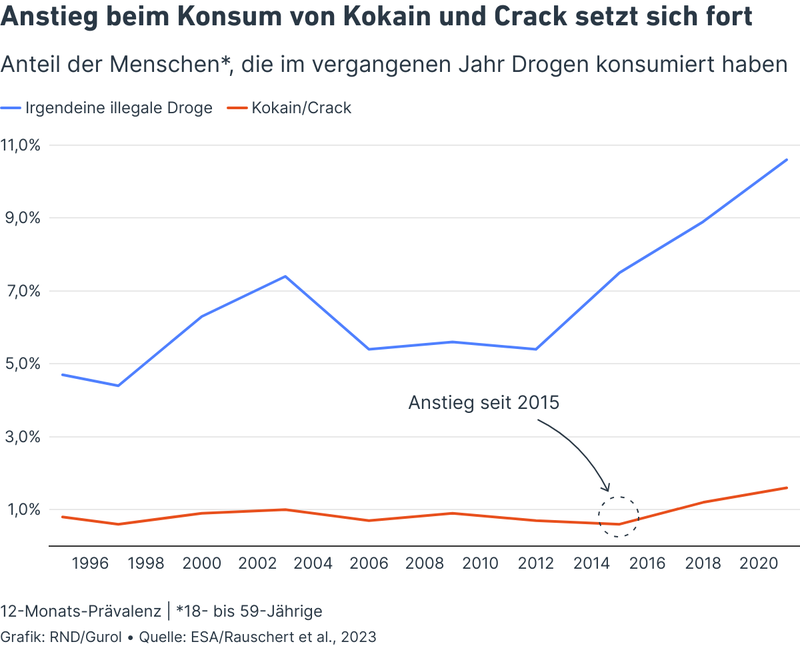 Anstieg beim Konsum von Kokain und Crack setzt sich fort
Anteil der Menschen*, die im vergangenen Jahr Drogen konsumiert haben
Irgendeine illegale Droge Kokain/Crack
11,0%
9,0%
7,0%
5,0%
Anstieg seit 2015
3,0%
1,0%
1996 1998 2000 2002 2004 2006 2008 2010 2012 2014 2016 2018 2020
12-Monats-Prävalenz | *18- bis 59-Jährige
Grafik: RND/Gurol • Quelle: ESA/Rauschert et al., 2023